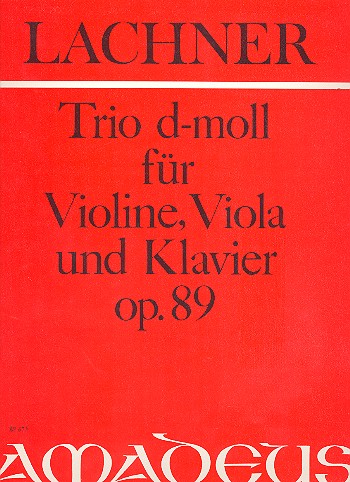 LACHNER
Trio d-moll
für
Violine, Viola
und Klavier
op. 89
AMADEUS